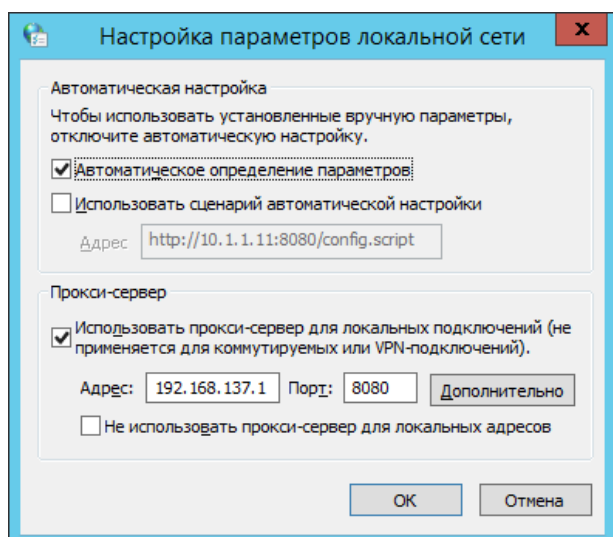 Настройка параметров локальной сети
x
Автоматическая настройка
Чтобы использовать установленные вручную параметры,
отключите автоматическую настройку.
Автоматическое определение параметров
Использовать сценарий автоматической настройки
Адрес http://10.1.1.11:8080/config.script
Прокси-сервер
Использовать прокси-сервер для локальных подключений (не
применяется для коммутируемых или VPN-подключений).
Адрес: 192.168.137.1 Порт: 8080 Дополнительно
Не использовать прокси-сервер для локальных адресов
ОК Отмена